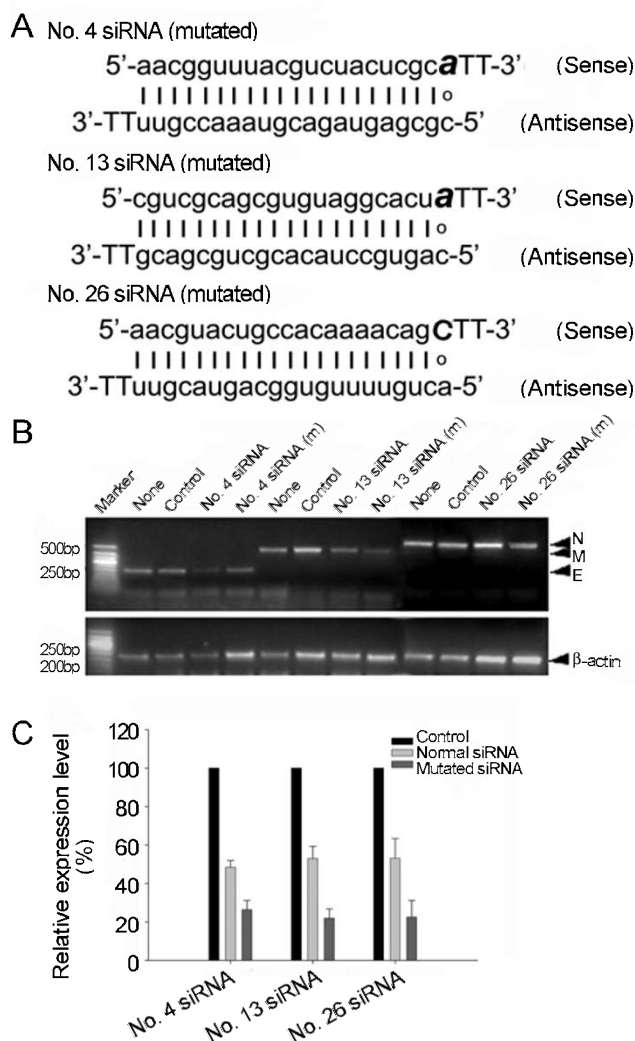 A
No. 4 siRNA (mutated)
5’-aacgguuuacgucuacucgcaTT-3’ (Sense)
3’-TTuugccaaaugcagaugagcgc-5’ (Antisense)
No. 13 siRNA (mutated)
5’-cgucgcagcguguaggcacuaTT-3’ (Sense)
3’-TTgcagcgucgcacauccgugac-5’ (Antisense)
No. 26 siRNA (mutated)
5’-aacguacugccacaaaacagCTT-3’ (Sense)
3’-TTuugcaugacgguguuuuguca-5’ (Antisense)
B
Marker None Control No. 4 siRNA No. 4 siRNA (m) None Control No. 13 siRNA No. 13 siRNA (m) None Control No. 26 siRNA No. 26 siRNA (m)
500bp N
M
250bp E
250bp
200bp β-actin
C
Control
Normal siRNA
Mutated siRNA
Relative expression level
(%)
120
100
80
60
40
20
0
No. 4 siRNA No. 13 siRNA No. 26 siRNA